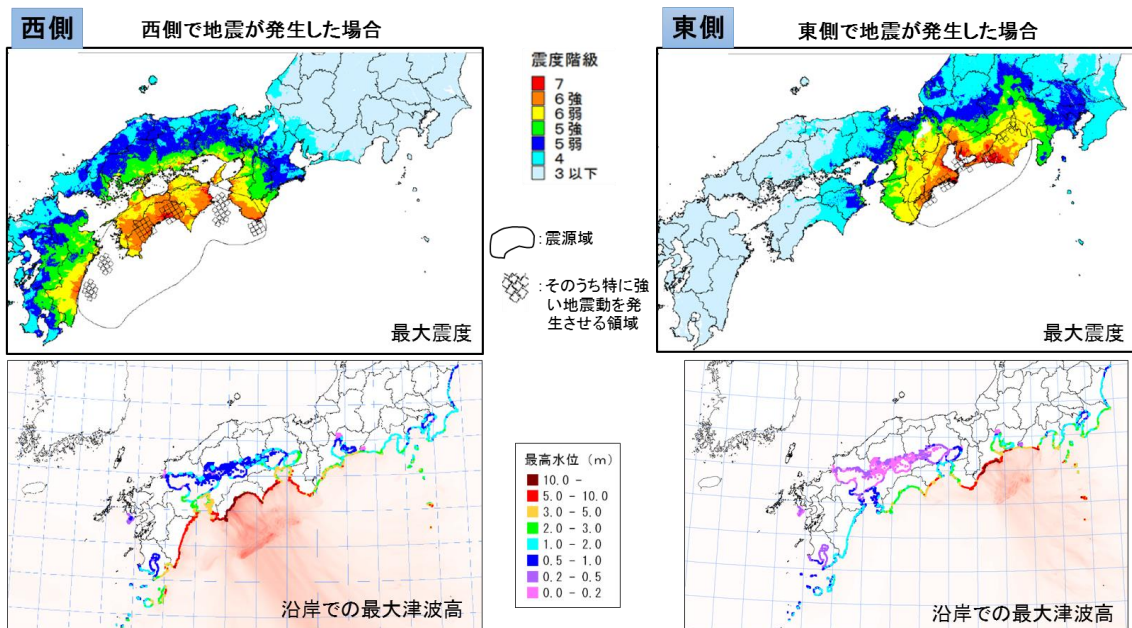 西側
西側で地震が発生した場合
最大震度
震度階級
7
6強
6弱
5強
5弱
4
3以下
:震源域
:そのうち特に強
い地震動を発
生させる領域
東側
東側で地震が発生した場合
最大震度
沿岸での最大津波高
最高水位(m)
10.0 -
5.0 - 10.0
3.0 - 5.0
2.0 - 3.0
1.0 - 2.0
0.5 - 1.0
0.2 - 0.5
0.0 - 0.2
沿岸での最大津波高